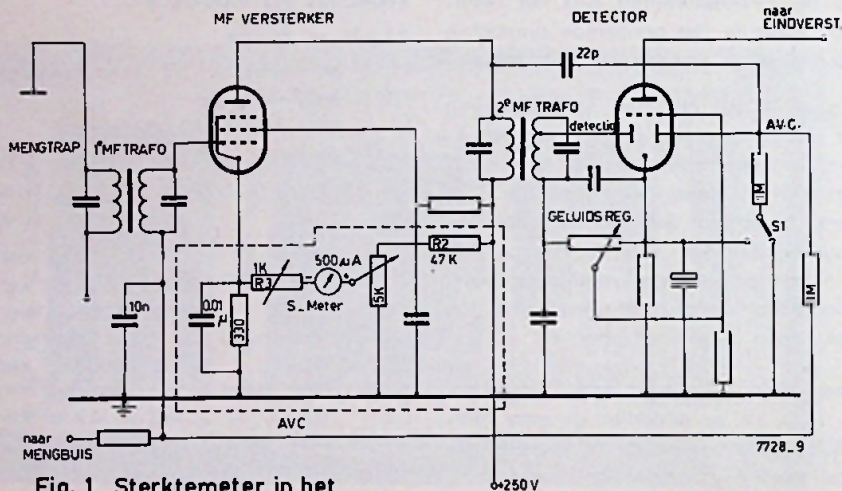 MF VERSTERKER
DETECTOR
naar
EINDVERST.
22p
MENGTRAP
1e MF TRAFO
2e MF TRAFO
detectie
A.V.C.
1M
S1
GELUIDS REG.
R2
47 K
1K
R3
500µA
S_Meter
5K
10n
0.01
µ
330
1M
AVC
naar
MENGBUIS
7728_9
+250 V
Fig. 1 Sterktemeter in het